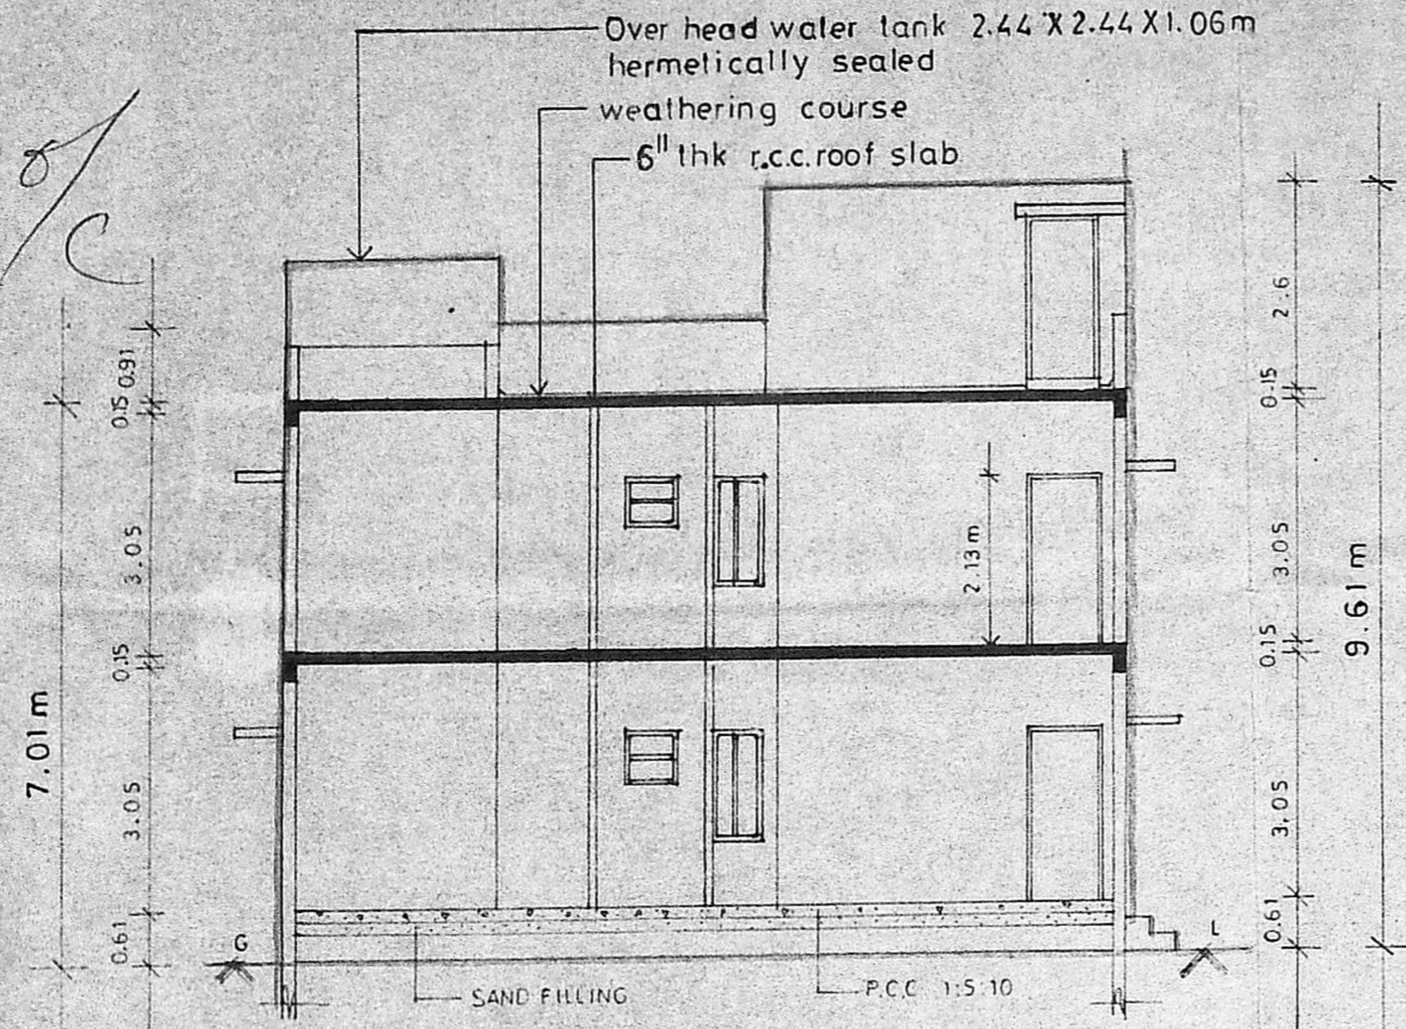 Over head water tank 2.44 X 2.44 X 1.06m
hermetically sealed
weathering course
6" thk r.c.c. roof slab
0.91
0.15
3.05
0.15
3.05
0.61
7.01 m
2.13 m
2.6
0.15
3.05
0.15
3.05
0.61
9.61 m
G
L
SAND FILLING
P.C.C 1:5:10